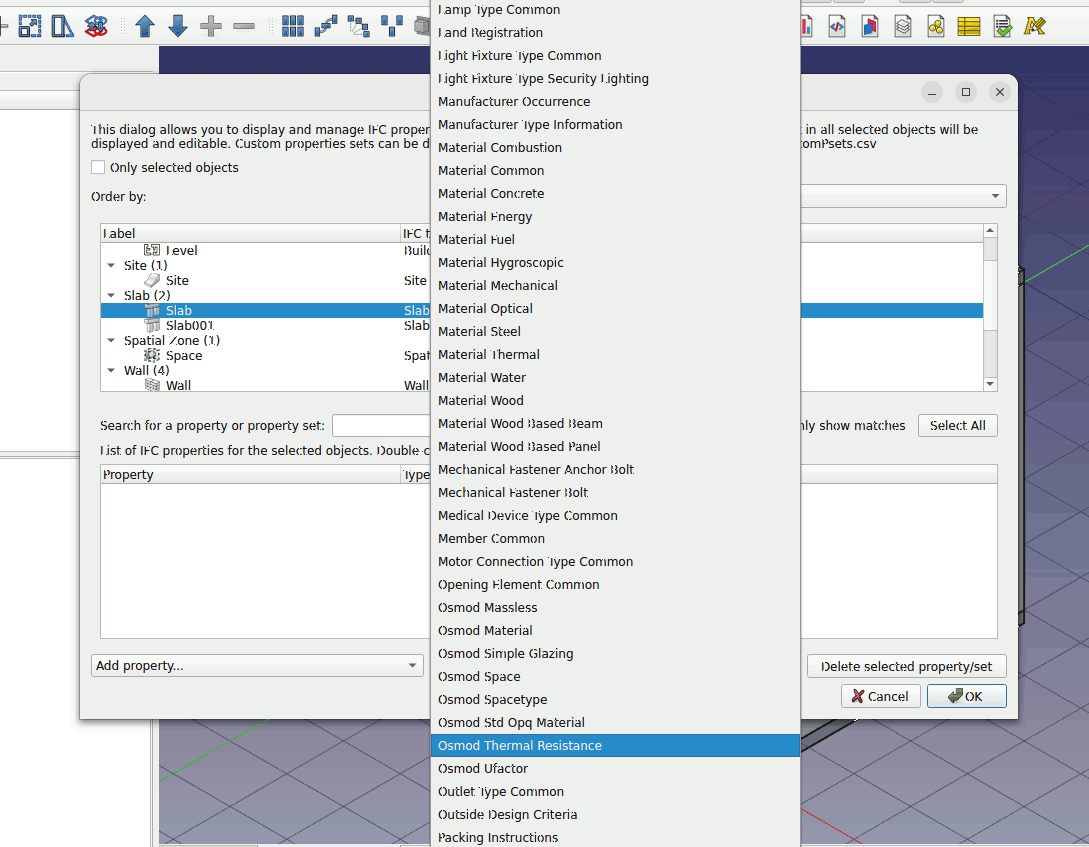 This dialog allows you to display and manage IFC proper
t in all selected objects will be
displayed and editable. Custom properties sets can be d
tomPsets.csv
Only selected objects
Order by:
Label
IFC t
Level
Build
Site (1)
Site
Site
Slab (2)
Slab
Slab
Slab001
Slab
Spatial Zone (1)
Space
Spat
Wall (4)
Wall
Wall
Search for a property or property set:
nly show matches
Select All
List of IFC properties for the selected objects. Double-c
Property
Type
Add property...
Delete selected property/set
Cancel
OK
Lamp Type Common
Land Registration
Light Fixture Type Common
Light Fixture Type Security Lighting
Manufacturer Occurrence
Manufacturer Type Information
Material Combustion
Material Common
Material Concrete
Material Energy
Material Fuel
Material Hygroscopic
Material Mechanical
Material Optical
Material Steel
Material Thermal
Material Water
Material Wood
Material Wood Based Beam
Material Wood Based Panel
Mechanical Fastener Anchor Bolt
Mechanical Fastener Bolt
Medical Device Type Common
Member Common
Motor Connection Type Common
Opening Element Common
Osmod Massless
Osmod Material
Osmod Simple Glazing
Osmod Space
Osmod Spacetype
Osmod Std Opq Material
Osmod Thermal Resistance
Osmod Ufactor
Outlet Type Common
Outside Design Criteria
Packing Instructions